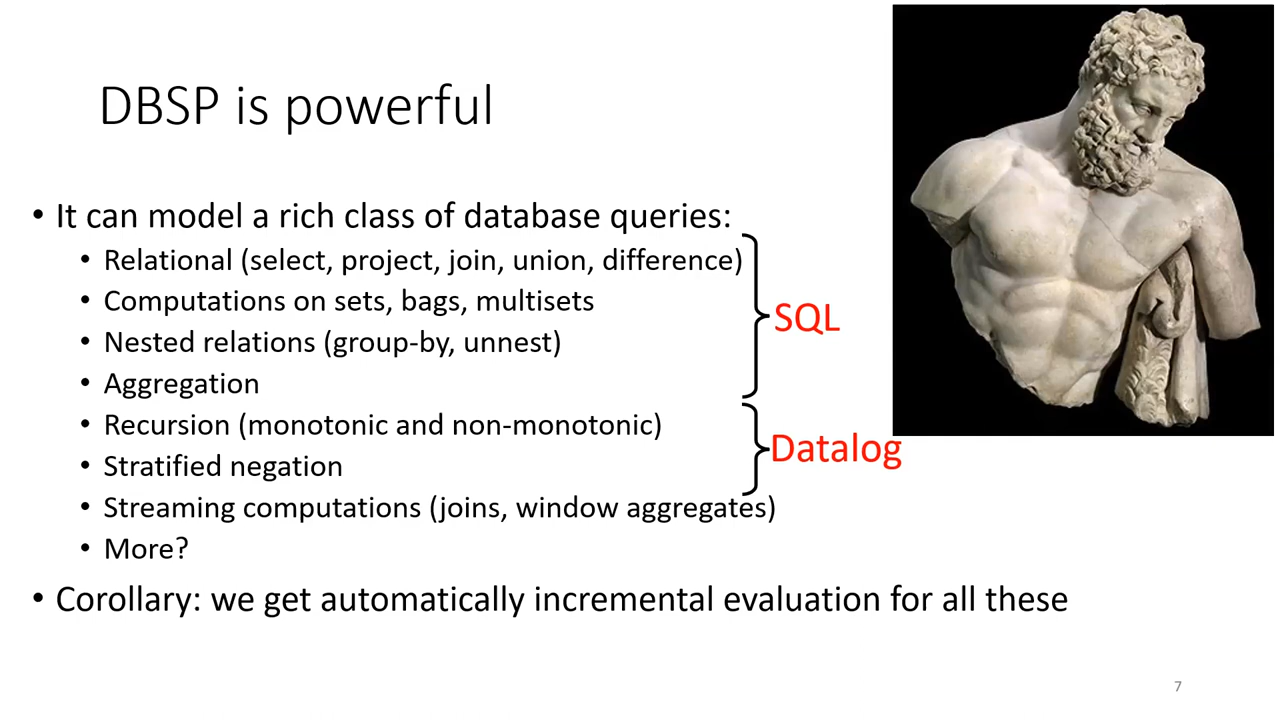 DBSP is powerful
• It can model a rich class of database queries:
• Relational (select, project, join, union, difference)
• Computations on sets, bags, multisets
• Nested relations (group-by, unnest)
• Aggregation
SQL
• Recursion (monotonic and non-monotonic)
• Stratified negation
Datalog
• Streaming computations (joins, window aggregates)
• More?
• Corollary: we get automatically incremental evaluation for all these
7